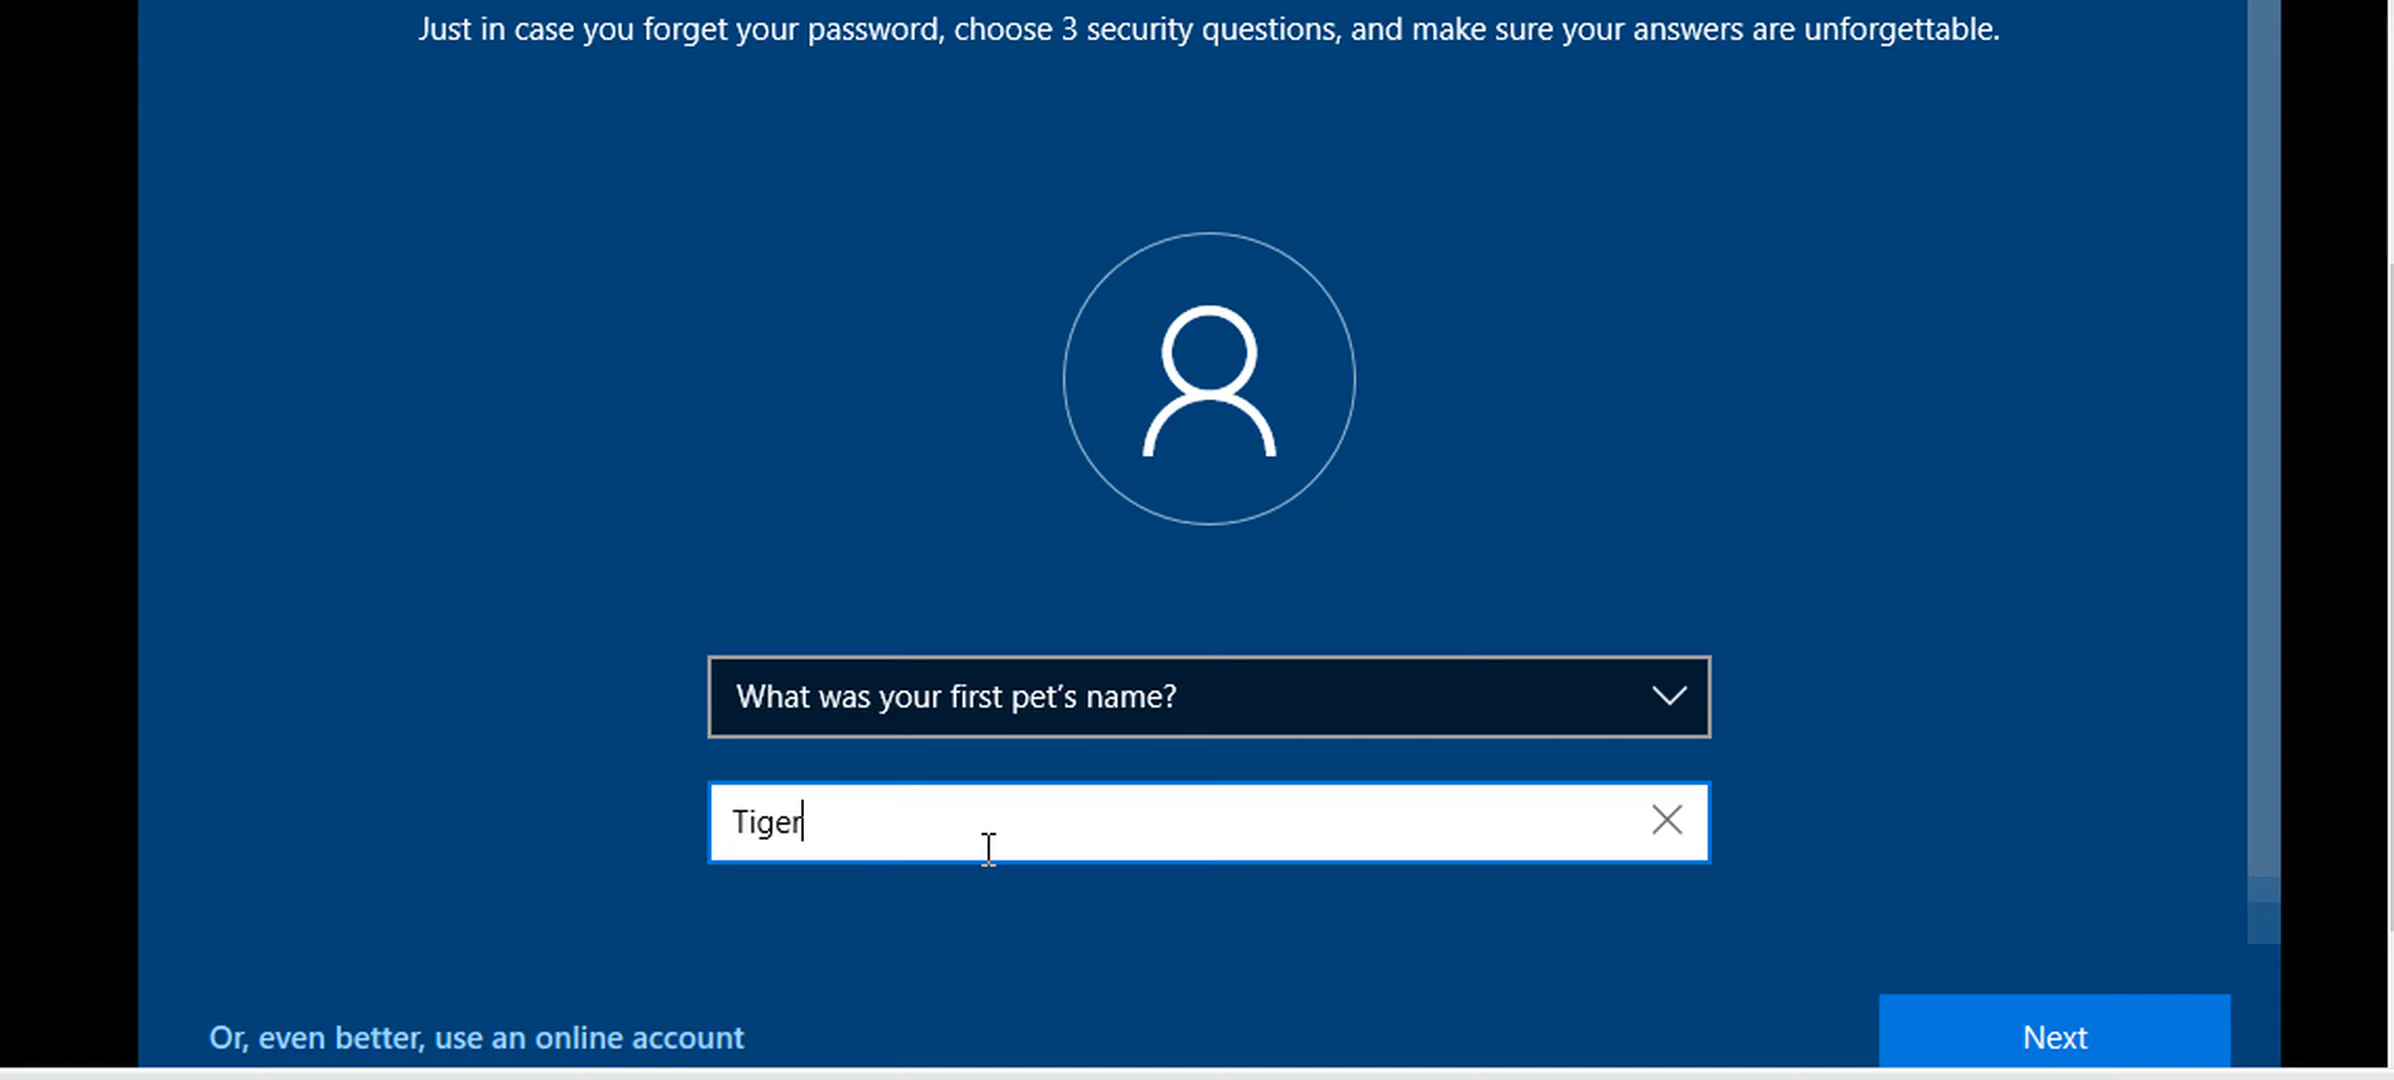 Just in case you forget your password, choose 3 security questions, and make sure your answers are unforgettable.
What was your first pet’s name?
Tiger
Or, even better, use an online account
Next